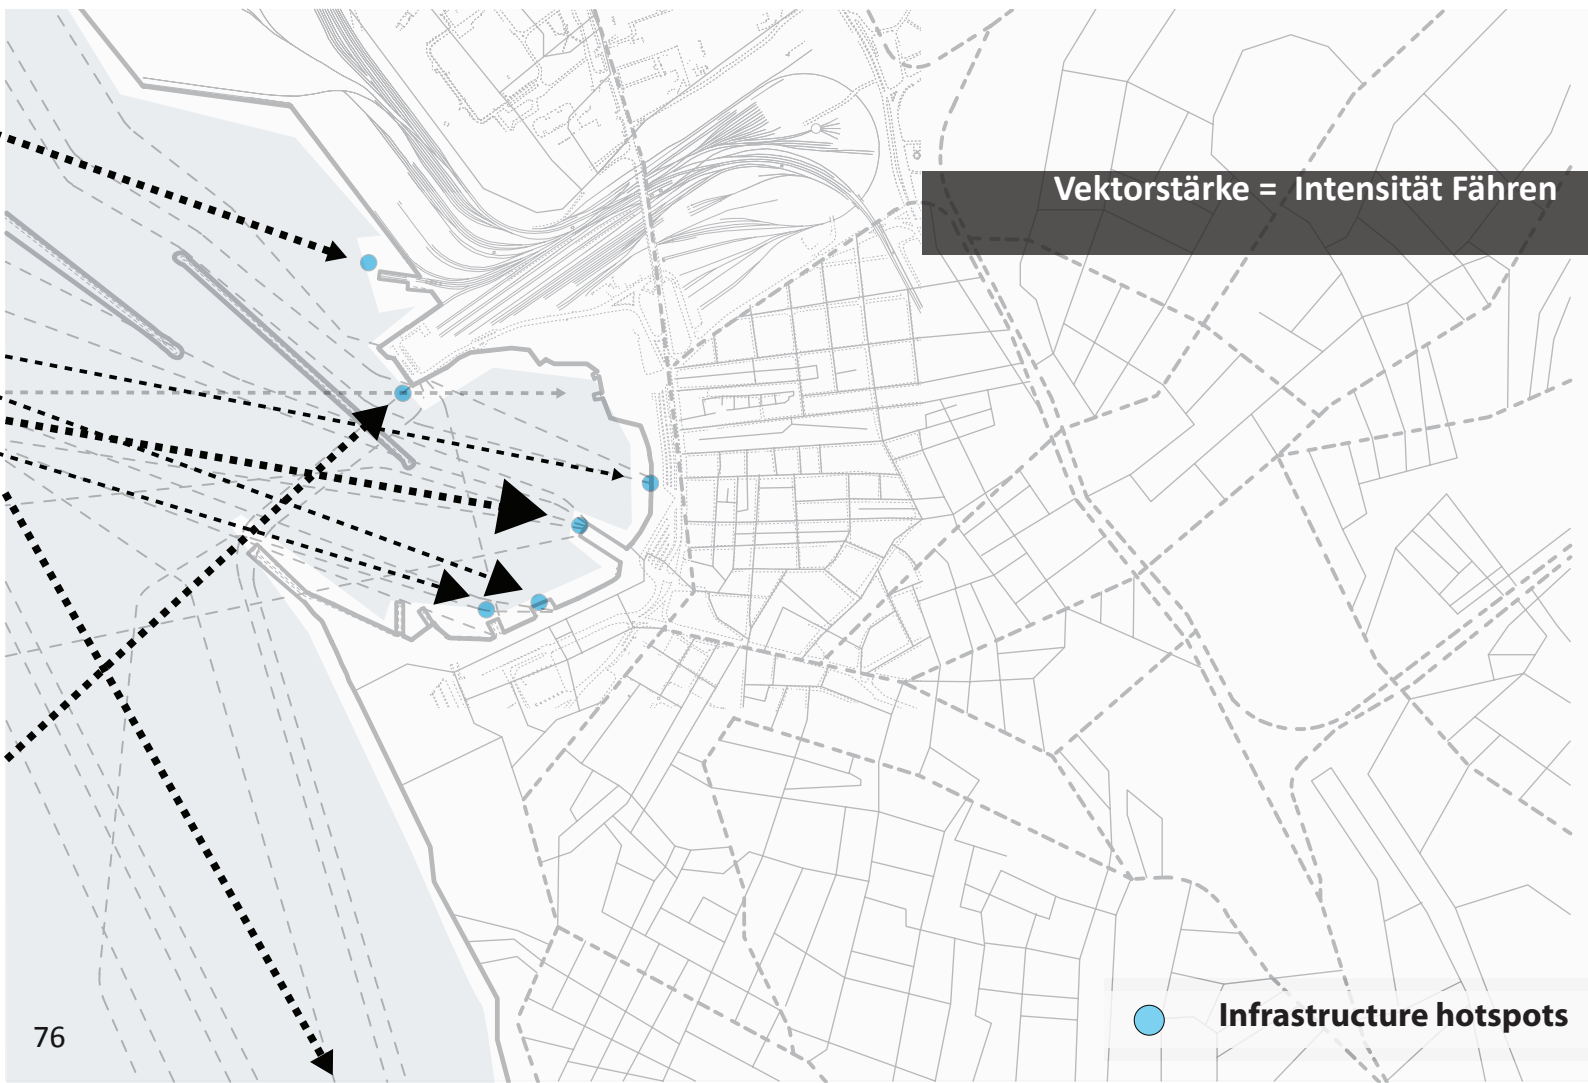 Vektorstärke = Intensität Fähren
Infrastructure hotspots
76